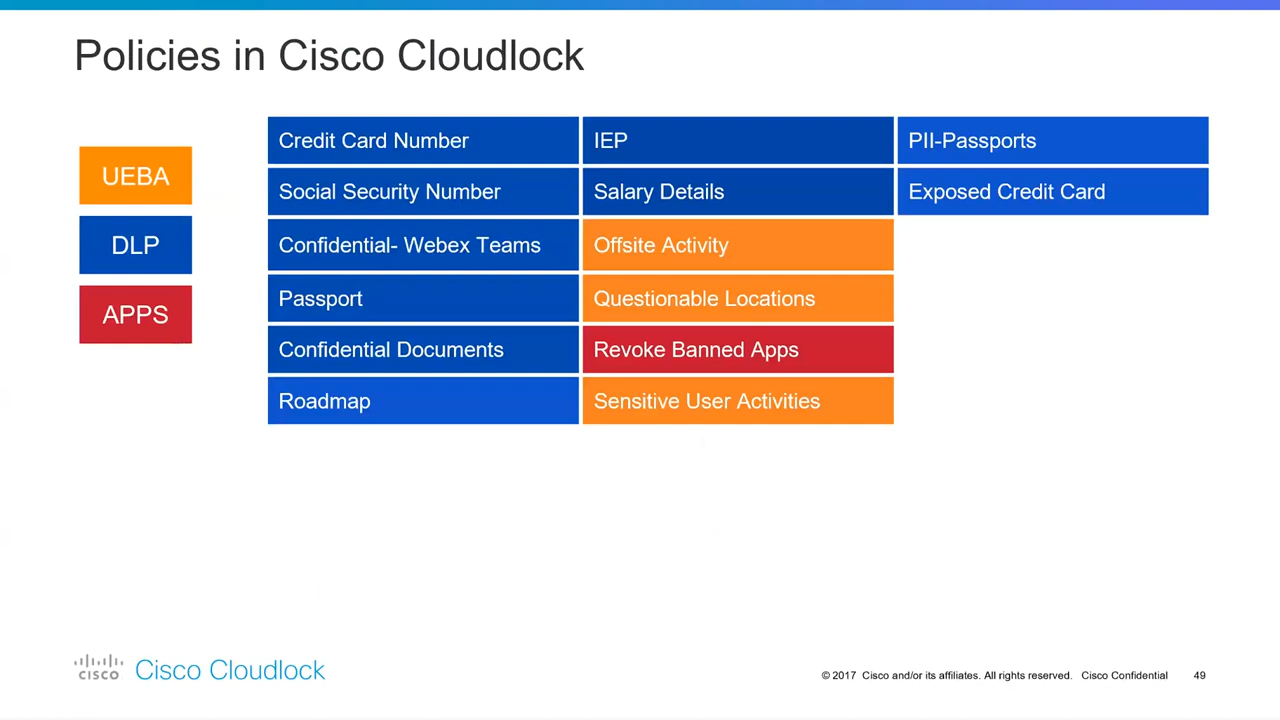 Policies in Cisco Cloudlock
UEBA
DLP
APPS
Credit Card Number
IEP
PII-Passports
Social Security Number
Salary Details
Exposed Credit Card
Confidential- Webex Teams
Offsite Activity
Passport
Questionable Locations
Confidential Documents
Revoke Banned Apps
Roadmap
Sensitive User Activities
CISCO Cisco Cloudlock
© 2017 Cisco and/or its affiliates. All rights reserved. Cisco Confidential 49